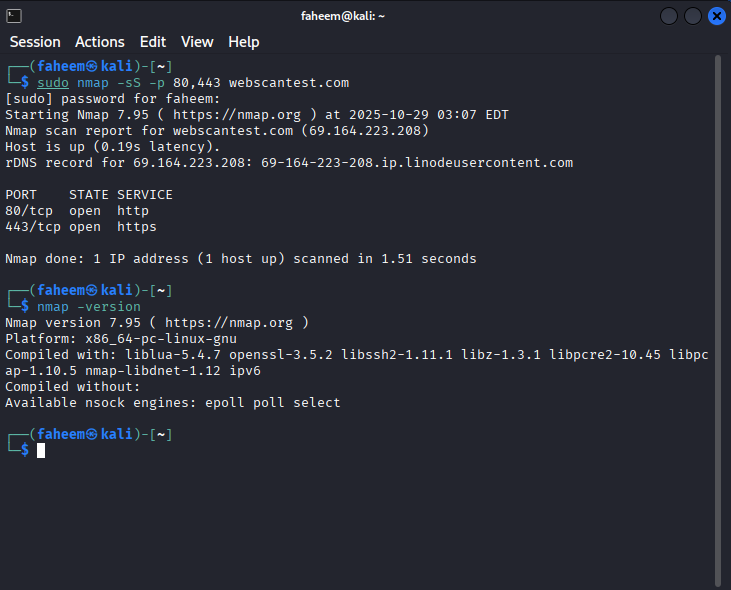 faheem@kali: ~
Session Actions Edit View Help
┌──(faheem㉿kali)-[~]
└─$ sudo nmap -sS -p 80,443 webscantest.com
[sudo] password for faheem:
Starting Nmap 7.95 ( https://nmap.org ) at 2025-10-29 03:07 EDT
Nmap scan report for webscantest.com (69.164.223.208)
Host is up (0.19s latency).
rDNS record for 69.164.223.208: 69-164-223-208.ip.linodeusercontent.com
PORT    STATE SERVICE
80/tcp  open  http
443/tcp open  https
Nmap done: 1 IP address (1 host up) scanned in 1.51 seconds
┌──(faheem㉿kali)-[~]
└─$ nmap -version
Nmap version 7.95 ( https://nmap.org )
Platform: x86_64-pc-linux-gnu
Compiled with: liblua-5.4.7 openssl-3.5.2 libssh2-1.11.1 libz-1.3.1 libpcre2-10.45 libpc
ap-1.10.5 nmap-libdnet-1.12 ipv6
Compiled without:
Available nsock engines: epoll poll select
┌──(faheem㉿kali)-[~]
└─$